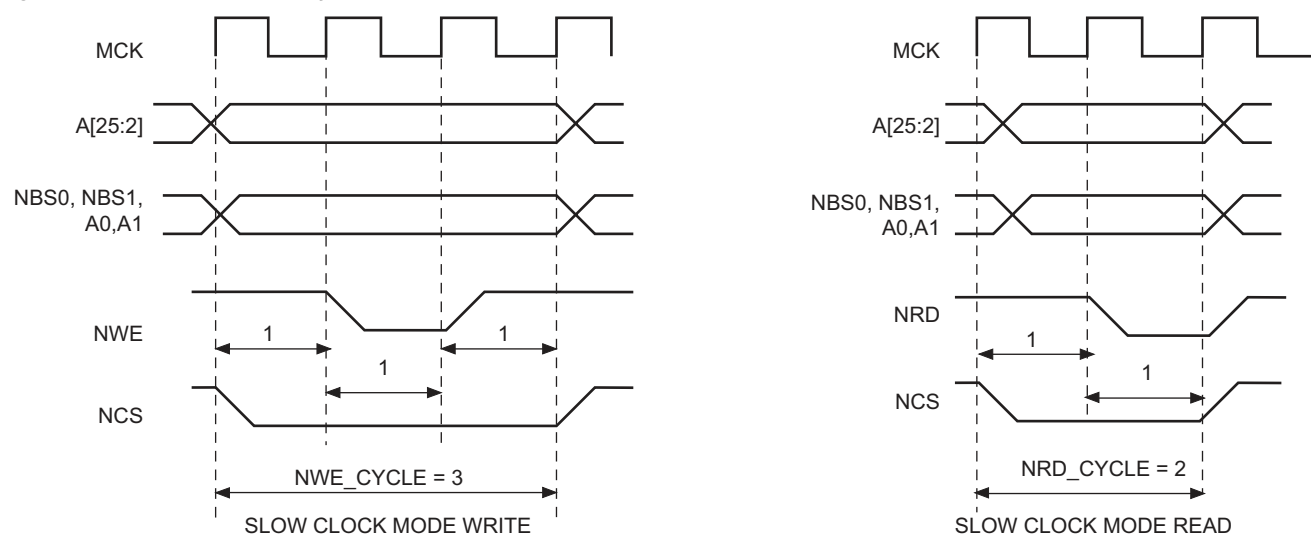 MCK
A[25:2]
NBS0, NBS1,
A0,A1
NWE
1
1
1
NCS
NWE_CYCLE = 3
SLOW CLOCK MODE WRITE
MCK
A[25:2]
NBS0, NBS1,
A0,A1
NRD
1
1
NCS
NRD_CYCLE = 2
SLOW CLOCK MODE READ